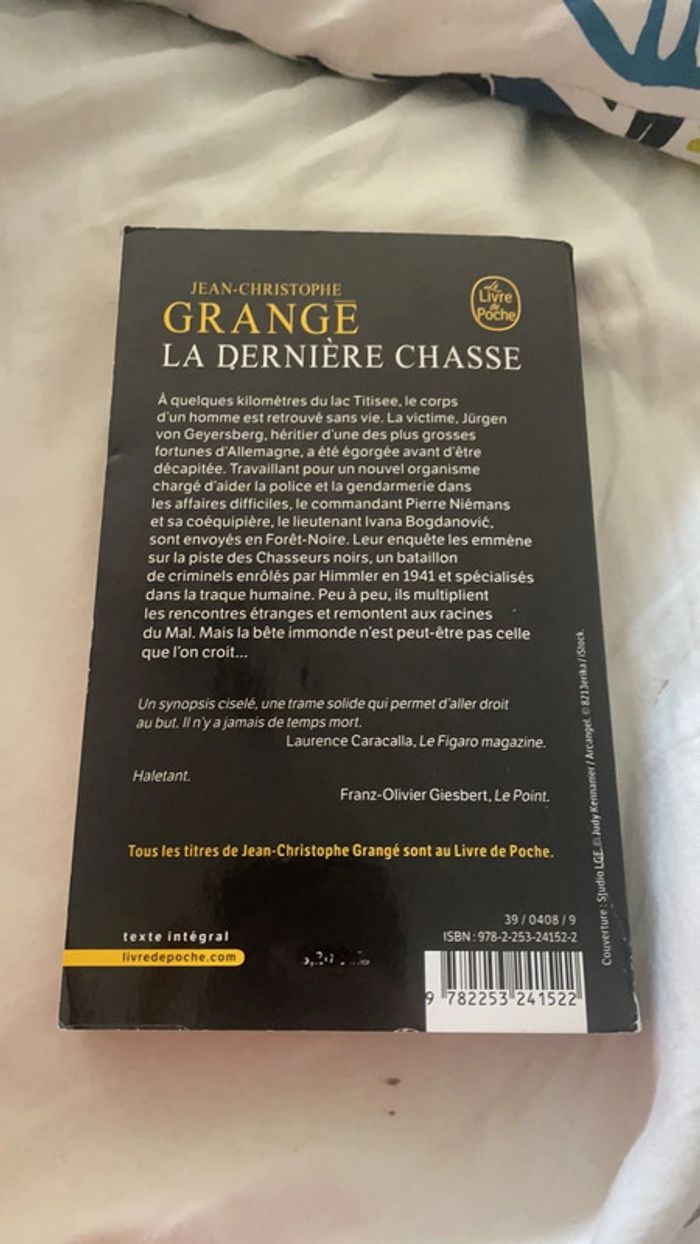 JEAN-CHRISTOPHE
GRANGÉ
LA DERNIÈRE CHASSE
Le
Livre
de
Poche
À quelques kilomètres du lac Titisee, le corps
d'un homme est retrouvé sans vie. La victime, Jürgen
von Geyersberg, héritier d'une des plus grosses
fortunes d'Allemagne, a été égorgée avant d'être
décapitée. Travaillant pour un nouvel organisme
chargé d'aider la police et la gendarmerie dans
les affaires difficiles, le commandant Pierre Niémans
et sa coéquipière, le lieutenant Ivana Bogdanović,
sont envoyés en Forêt-Noire. Leur enquête les emmène
sur la piste des Chasseurs noirs, un bataillon
de criminels enrôlés par Himmler en 1941 et spécialisés
dans la traque humaine. Peu à peu, ils multiplient
les rencontres étranges et remontent aux racines
du Mal. Mais la bête immonde n'est peut-être pas celle
que l'on croit...
Un synopsis ciselé, une trame solide qui permet d'aller droit
au but. Il n'y a jamais de temps mort.
Laurence Caracalla, Le Figaro magazine.
Haletant.
Franz-Olivier Giesbert, Le Point.
Tous les titres de Jean-Christophe Grangé sont au Livre de Poche.
Couverture : Studio LGF. © Judy Kennamer / Arcangel. © 8213erika / iStock.
39 / 0408 / 9
texte intégral
ISBN : 978-2-253-24152-2
livredepoche.com
9 782253 241522